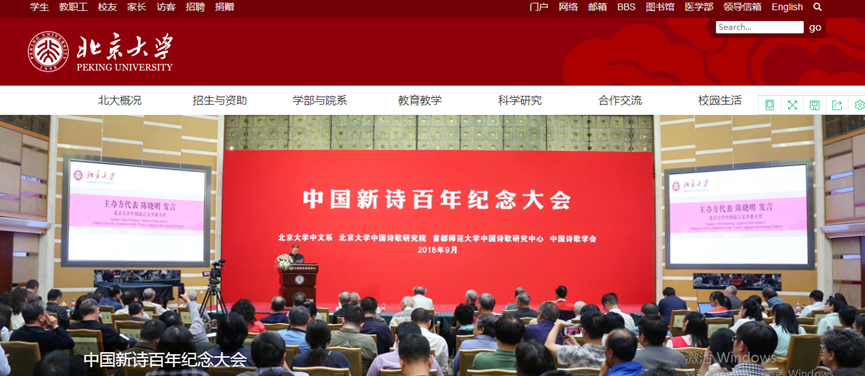 学生 教职工 校友 家长 访客 招聘 捐赠
门户 网络 邮箱 BBS 图书馆 医学部 领导信箱 English
Search... go
北京大学
PEKING UNIVERSITY
北大概况 招生与资助 学部与院系 教育教学 科学研究 合作交流 校园生活
中国新诗百年纪念大会
北京大学中文系 北京大学中国诗歌研究院 首都师范大学中国诗歌研究中心 中国诗歌学会
2018年9月
北京大学
主办方代表 陈晓明 发言
北京大学中国语言文学系主任
北京大学
主办方代表 陈晓明 发言
北京大学中国语言文学系主任
中国新诗百年纪念大会
激活 Windows